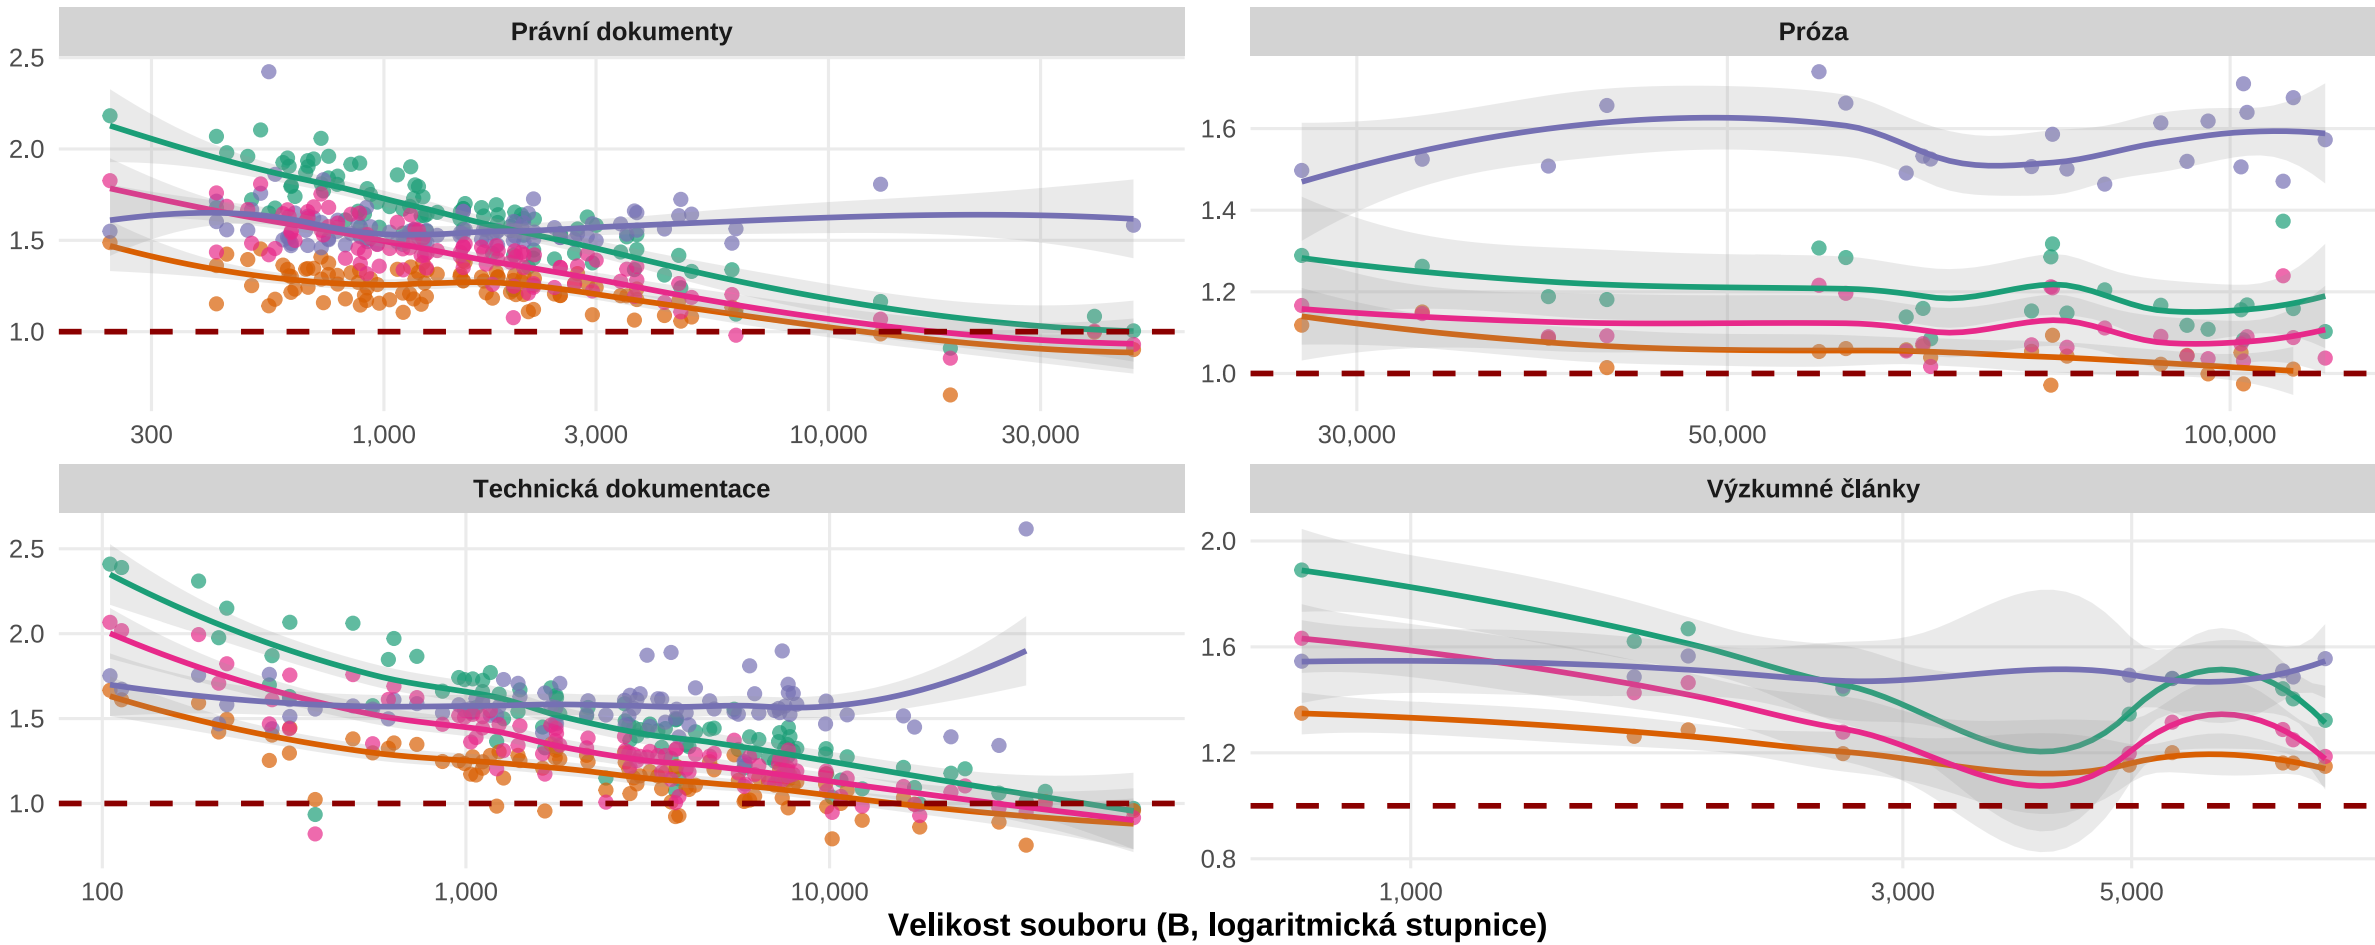 Právní dokumenty
Próza
2.5
2.0
1.5
1.0
300 1,000 3,000 10,000 30,000
1.6
1.4
1.2
1.0
30,000 50,000 100,000
Technická dokumentace
Výzkumné články
2.5
2.0
1.5
1.0
100 1,000 10,000
2.0
1.6
1.2
0.8
1,000 3,000 5,000
Velikost souboru (B, logaritmická stupnice)